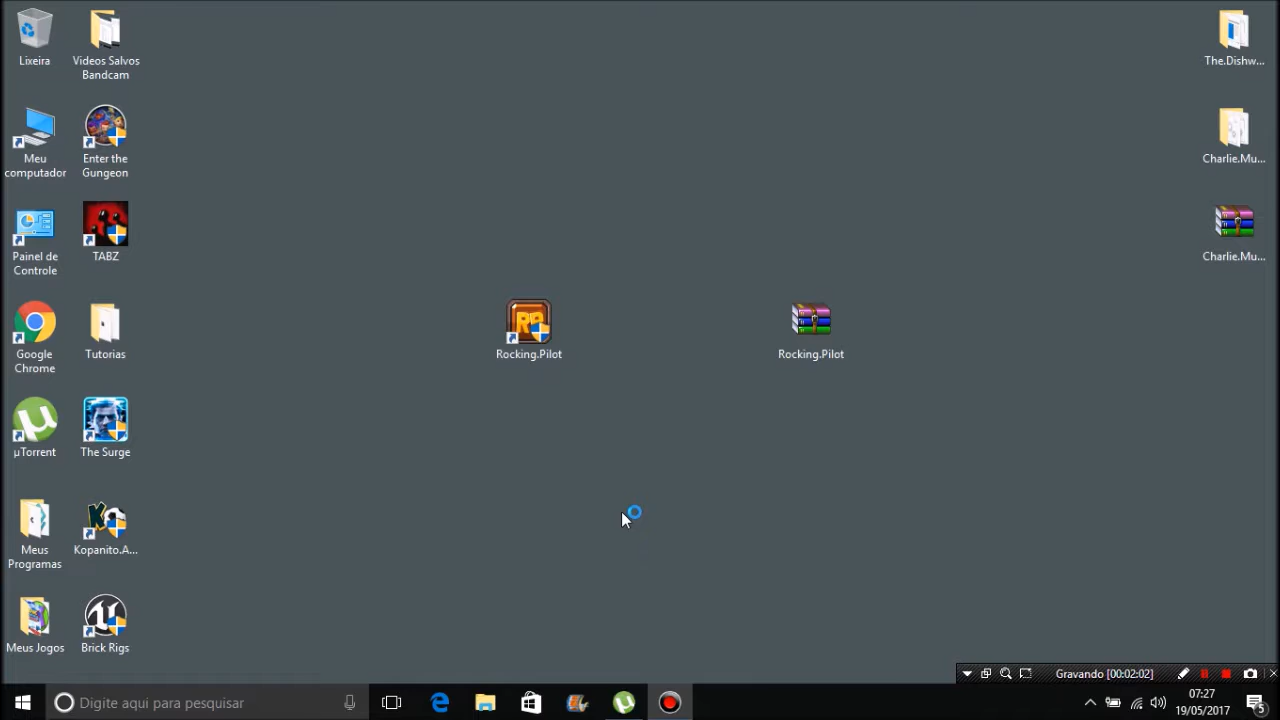 Lixeira
Videos Salvos
Bandcam
The.Dishw...
Meu
computador
Enter the
Gungeon
Charlie.Mu...
Painel de
Controle
TABZ
Charlie.Mu...
Google
Chrome
Tutorias
RP
Rocking.Pilot
Rocking.Pilot
µTorrent
The Surge
Meus
Programas
Kopanito.A...
Meus Jogos
Brick Rigs
Gravando [00:02:02]
Digite aqui para pesquisar
07:27
19/05/2017
5